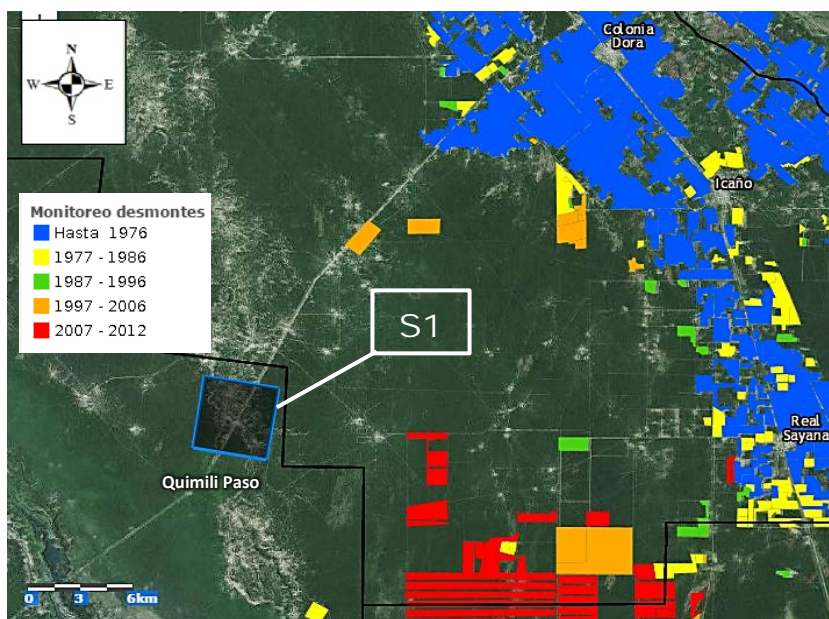 N
W E
S
Colonia
Dora
Icaño
Monitoreo desmontes
Hasta 1976
1977 - 1986
1987 - 1996
1997 - 2006
2007 - 2012
S1
Real
Sayana
Quimili Paso
0 3 6km